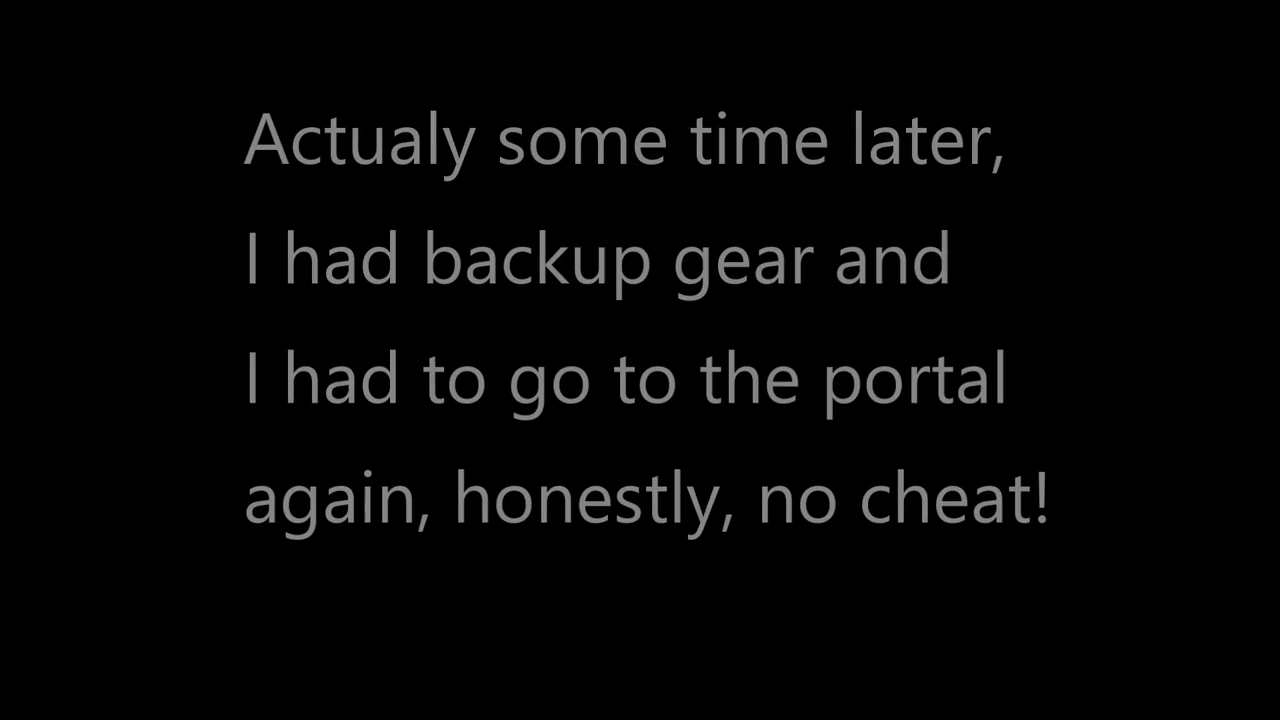 Actualy some time later,
I had backup gear and
I had to go to the portal
again, honestly, no cheat!